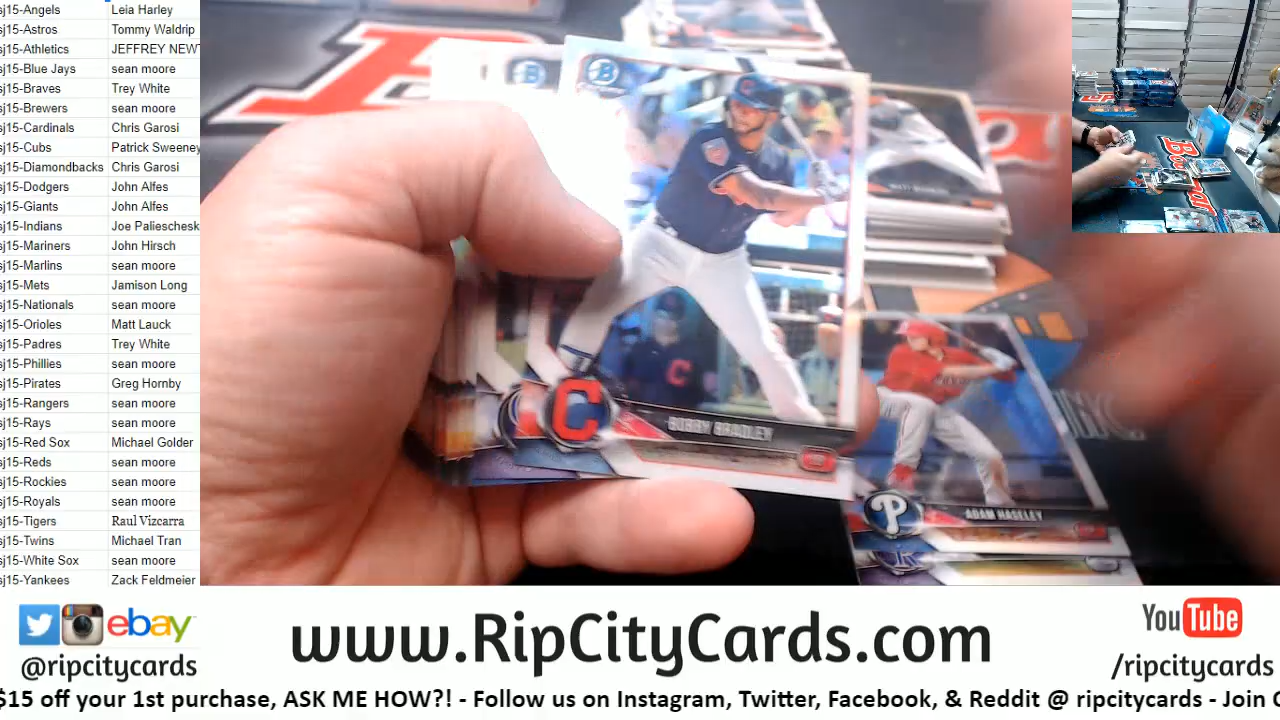 sj15-Angels Leia Harley
sj15-Astros Tommy Waldrip
sj15-Athletics JEFFREY NEWT
sj15-Blue Jays sean moore
sj15-Braves Trey White
sj15-Brewers sean moore
sj15-Cardinals Chris Garosi
sj15-Cubs Patrick Sweeney
sj15-Diamondbacks Chris Garosi
sj15-Dodgers John Alfes
sj15-Giants John Alfes
sj15-Indians Joe Palieschesk
sj15-Mariners John Hirsch
sj15-Marlins sean moore
sj15-Mets Jamison Long
sj15-Nationals sean moore
sj15-Orioles Matt Lauck
sj15-Padres Trey White
sj15-Phillies sean moore
sj15-Pirates Greg Hornby
sj15-Rangers sean moore
sj15-Rays sean moore
sj15-Red Sox Michael Golder
sj15-Reds sean moore
sj15-Rockies sean moore
sj15-Royals sean moore
sj15-Tigers Raul Vizcarra
sj15-Twins Michael Tran
sj15-White Sox sean moore
sj15-Yankees Zack Feldmeier
B
C
BOBBY BRADLEY
P
ADAM HASELEY
ebay
@ripcitycards
www.RipCityCards.com
YouTube
/ripcitycards
$15 off your 1st purchase, ASK ME HOW?! - Follow us on Instagram, Twitter, Facebook, & Reddit @ ripcitycards - Join